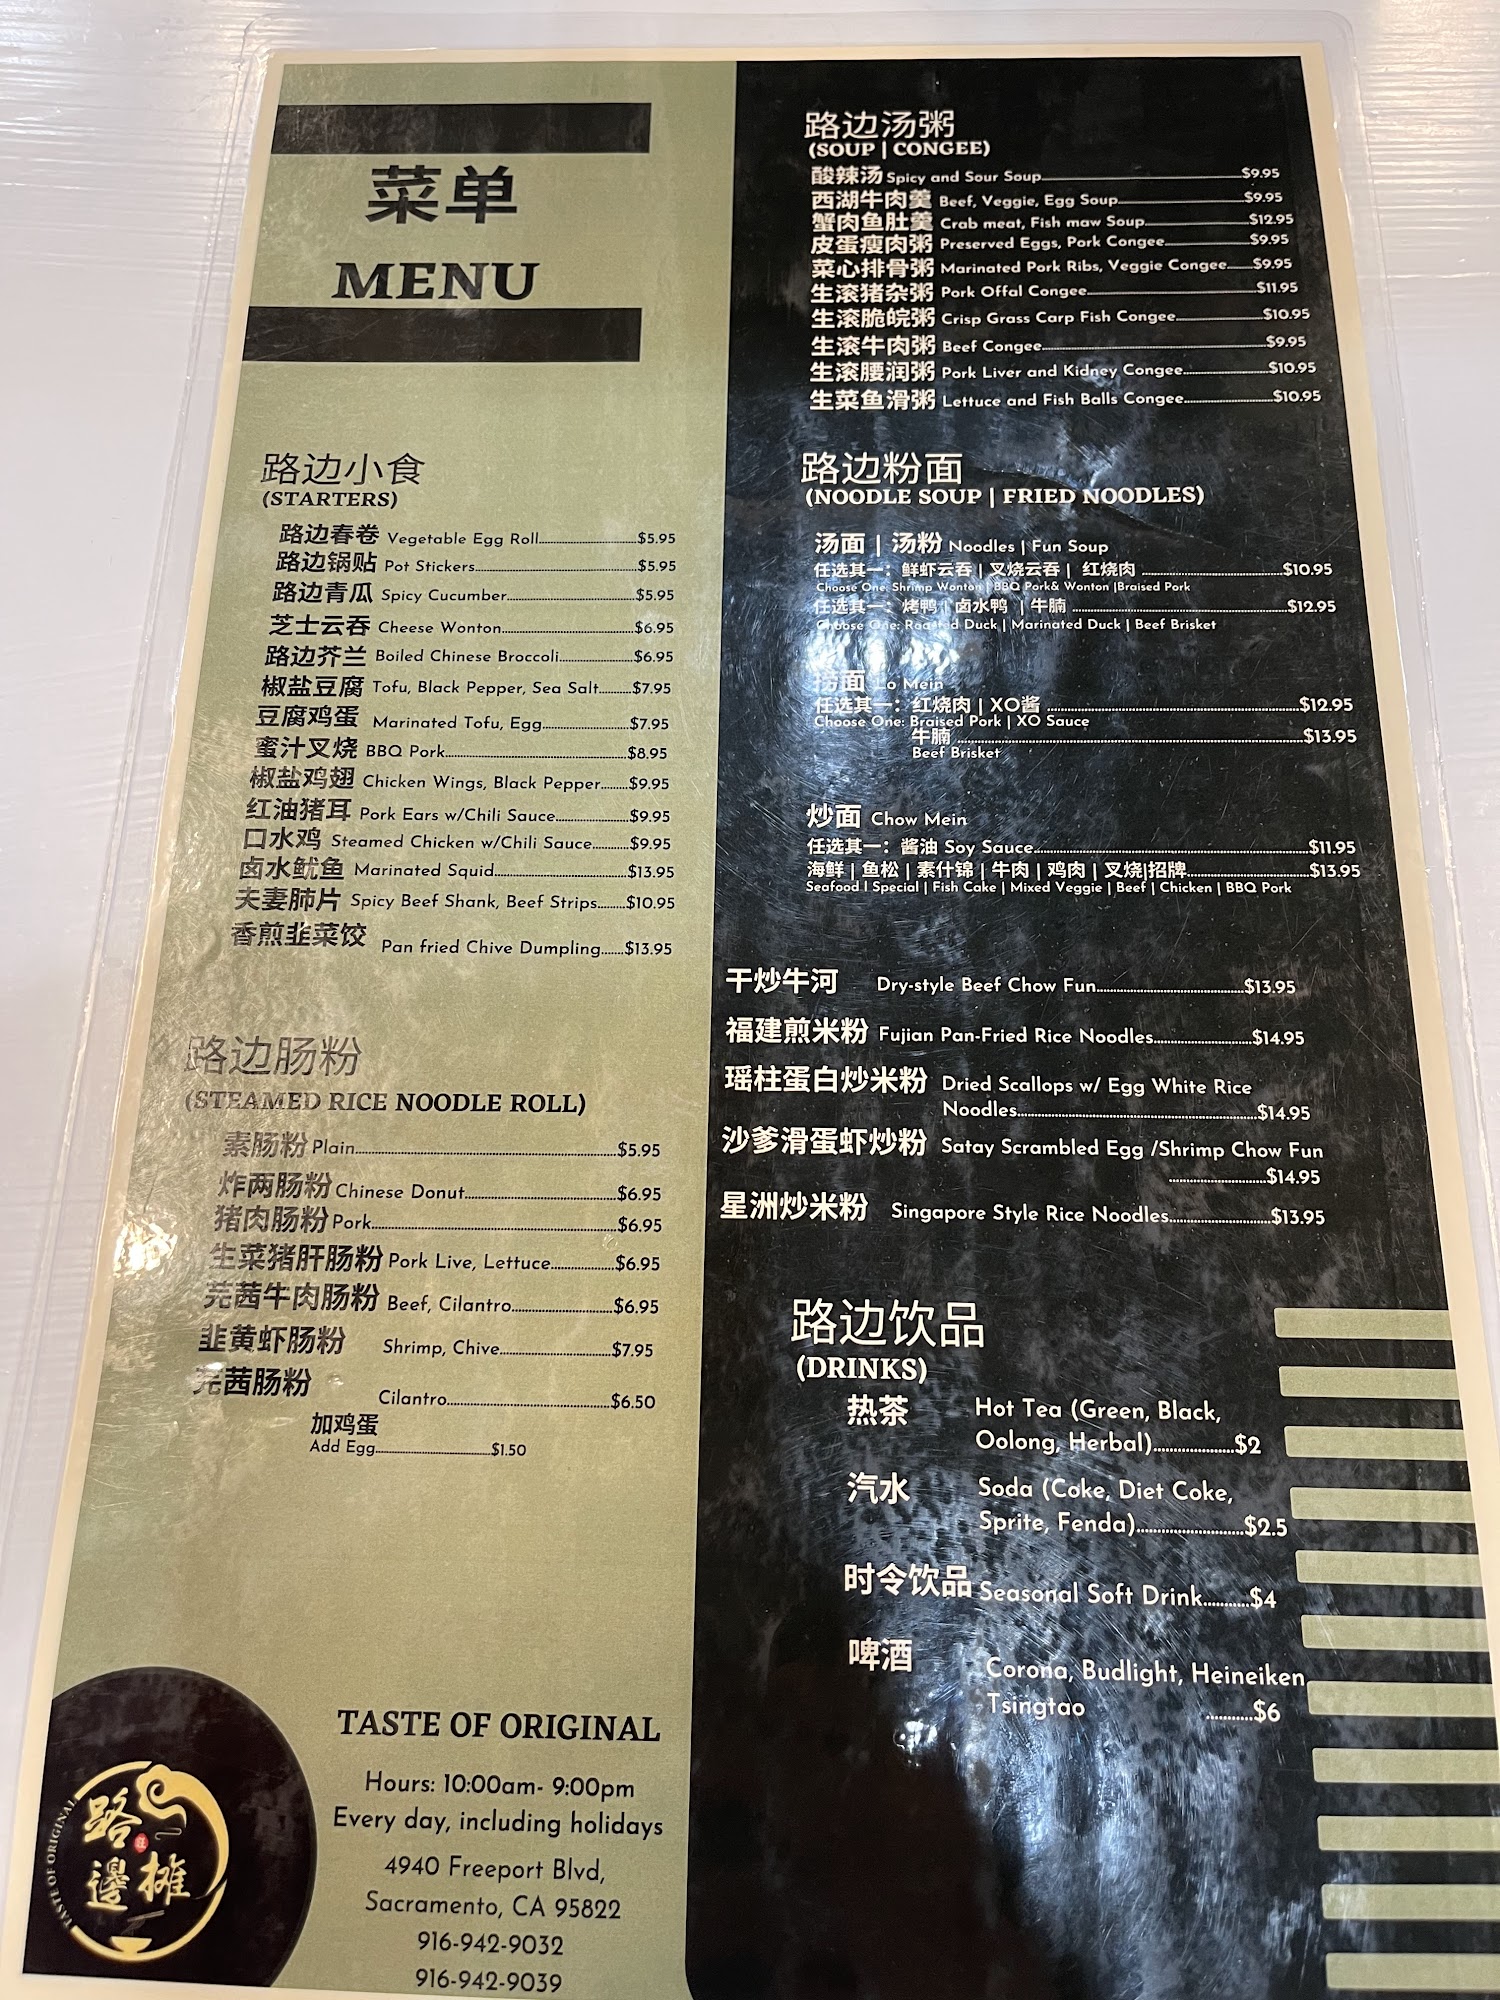 菜单
MENU
路边小食
(STARTERS)
路边春卷 Vegetable Egg Roll $5.95
路边锅贴 Pot Stickers $5.95
路边青瓜 Spicy Cucumber $5.95
芝士云吞 Cheese Wonton $6.95
路边芥兰 Boiled Chinese Broccoli $6.95
椒盐豆腐 Tofu, Black Pepper, Sea Salt $7.95
豆腐鸡蛋 Marinated Tofu, Egg $7.95
蜜汁叉烧 BBQ Pork $8.95
椒盐鸡翅 Chicken Wings, Black Pepper $9.95
红油猪耳 Pork Ears w/Chili Sauce $9.95
口水鸡 Steamed Chicken w/Chili Sauce $9.95
卤水鱿鱼 Marinated Squid $13.95
夫妻肺片 Spicy Beef Shank, Beef Strips $10.95
香煎韭菜饺 Pan fried Chive Dumpling $13.95
路边肠粉
(STEAMED RICE NOODLE ROLL)
素肠粉 Plain $5.95
炸两肠粉 Chinese Donut $6.95
猪肉肠粉 Pork $6.95
生菜猪肝肠粉 Pork Live, Lettuce $6.95
芫茜牛肉肠粉 Beef, Cilantro $6.95
韭黄虾肠粉 Shrimp, Chive $7.95
芫茜肠粉 Cilantro $6.50
加鸡蛋
Add Egg $1.50
TASTE OF ORIGINAL
Hours: 10:00am- 9:00pm
Every day, including holidays
4940 Freeport Blvd,
Sacramento, CA 95822
916-942-9032
916-942-9039
路邊攤
TASTE OF ORIGINAL
路边汤粥
(SOUP | CONGEE)
酸辣汤 Spicy and Sour Soup $9.95
西湖牛肉羹 Beef, Veggie, Egg Soup $9.95
蟹肉鱼肚羹 Crab meat, Fish maw Soup $12.95
皮蛋瘦肉粥 Preserved Eggs, Pork Congee $9.95
菜心排骨粥 Marinated Pork Ribs, Veggie Congee $9.95
生滚猪杂粥 Pork Offal Congee $11.95
生滚脆皖粥 Crisp Grass Carp Fish Congee $10.95
生滚牛肉粥 Beef Congee $9.95
生滚腰润粥 Pork Liver and Kidney Congee $10.95
生菜鱼滑粥 Lettuce and Fish Balls Congee $10.95
路边粉面
(NOODLE SOUP | FRIED NOODLES)
汤面 | 汤粉 Noodles | Fun Soup
任选其一：鲜虾云吞 | 叉烧云吞 | 红烧肉 $10.95
Choose One: Shrimp Wonton | BBQ Pork& Wonton |Braised Pork
任选其一：烤鸭 | 卤水鸭 | 牛腩 $12.95
Choose One: Roasted Duck | Marinated Duck | Beef Brisket
捞面 Lo Mein
任选其一：红烧肉 | XO酱 $12.95
Choose One: Braised Pork | XO Sauce
牛腩 $13.95
Beef Brisket
炒面 Chow Mein
任选其一：酱油 Soy Sauce $11.95
海鲜 | 鱼松 | 素什锦 | 牛肉 | 鸡肉 | 叉烧|招牌 $13.95
Seafood | Special | Fish Cake | Mixed Veggie | Beef | Chicken | BBQ Pork
干炒牛河 Dry-style Beef Chow Fun $13.95
福建煎米粉 Fujian Pan-Fried Rice Noodles $14.95
瑶柱蛋白炒米粉 Dried Scallops w/ Egg White Rice
Noodles $14.95
沙爹滑蛋虾炒粉 Satay Scrambled Egg /Shrimp Chow Fun
$14.95
星洲炒米粉 Singapore Style Rice Noodles $13.95
路边饮品
(DRINKS)
热茶 Hot Tea (Green, Black,
Oolong, Herbal) $2
汽水 Soda (Coke, Diet Coke,
Sprite, Fenda) $2.5
时令饮品 Seasonal Soft Drink $4
啤酒 Corona, Budlight, Heineiken
Tsingtao $6